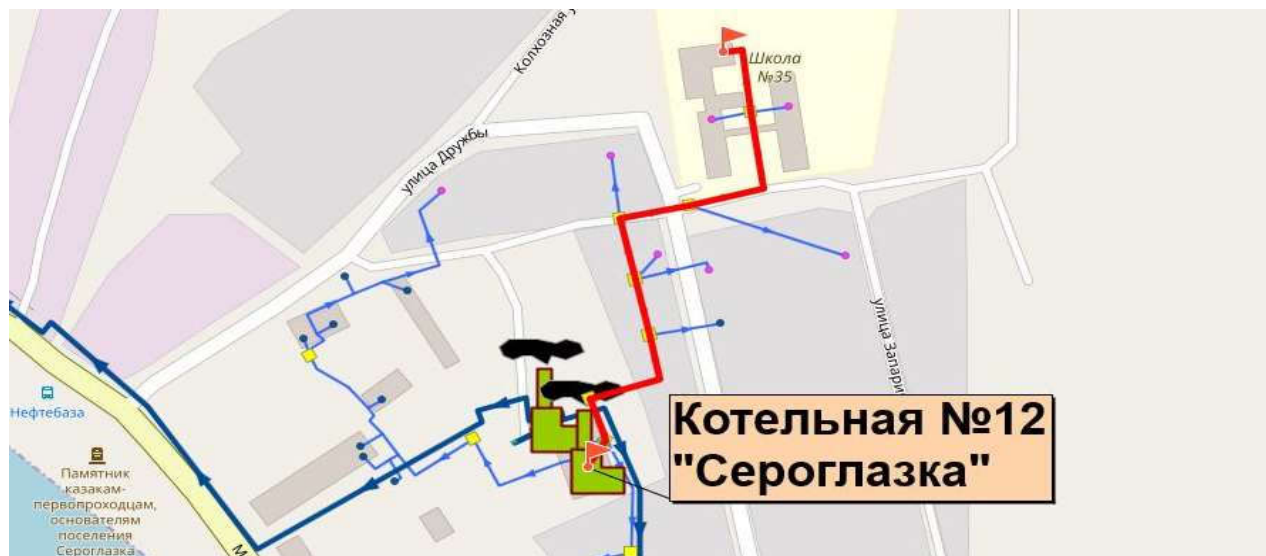 Колхозная у
Школа
№35
улица Дружбы
улица Запари
Нефтебаза
Котельная №12
"Сероглазка"
Памятник
казакам-
первопроходцам,
основателям
поселения
Сероглазка
М